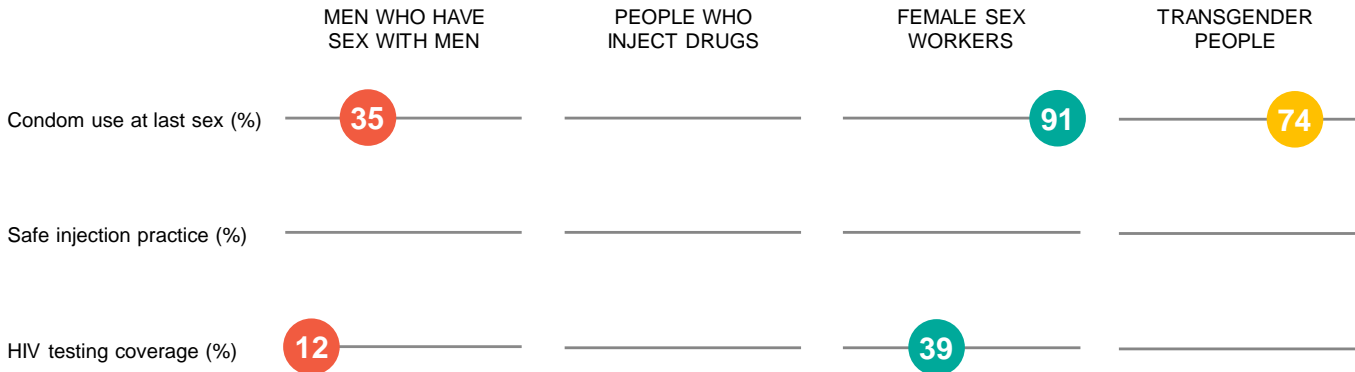 MEN WHO HAVE
SEX WITH MEN
PEOPLE WHO
INJECT DRUGS
FEMALE SEX
WORKERS
TRANSGENDER
PEOPLE
Condom use at last sex (%)
35
91
74
Safe injection practice (%)
HIV testing coverage (%)
12
39